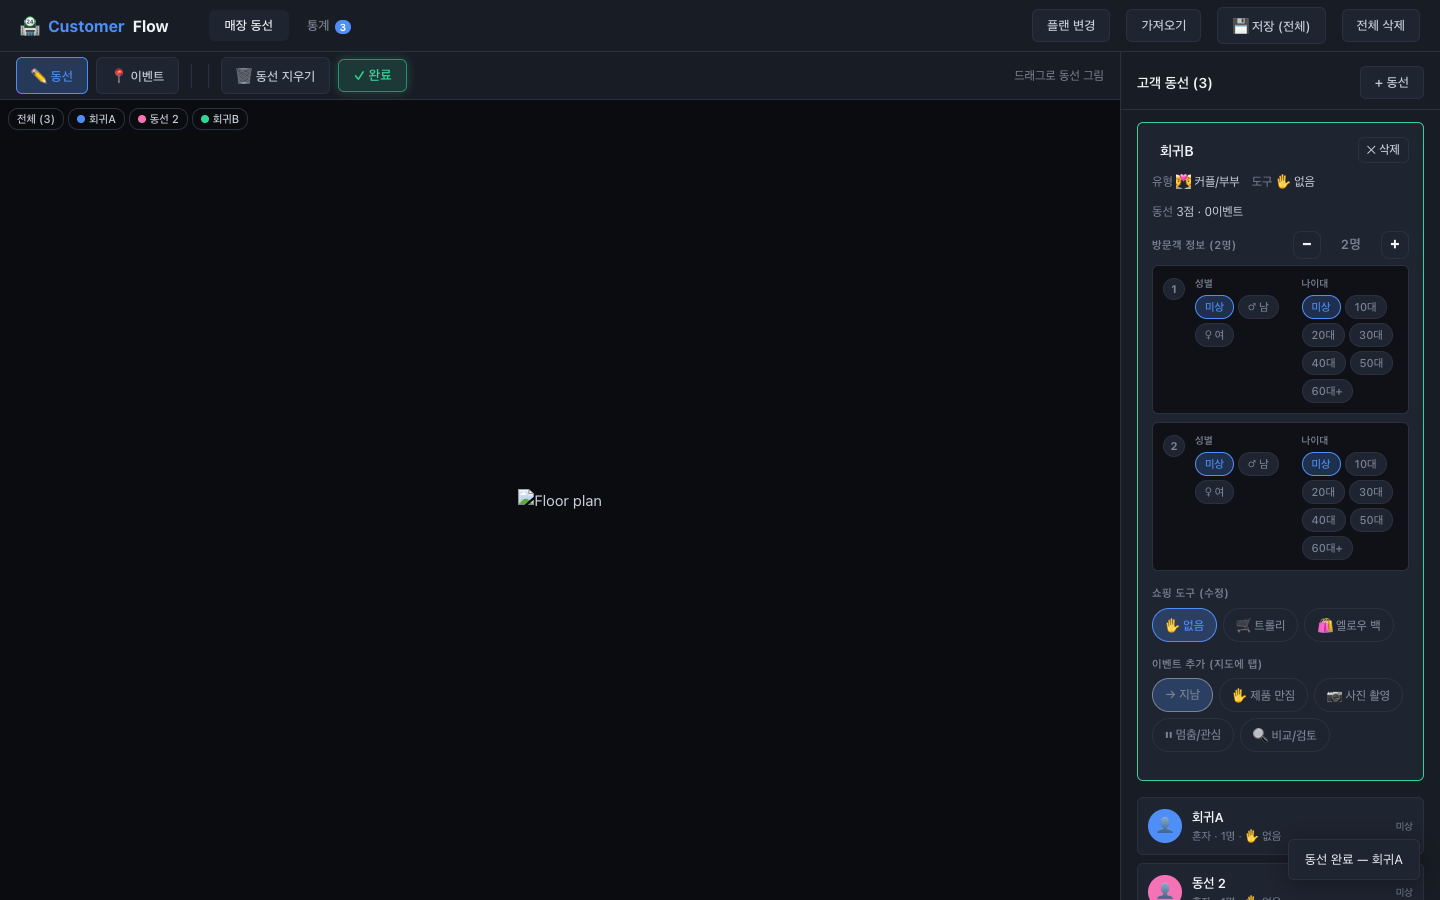 Customer Flow
매장 동선
통계 3
플랜 변경
가져오기
저장 (전체)
전체 삭제
동선
이벤트
동선 지우기
✓ 완료
드래그로 동선 그림
전체 (3)
회귀A
동선 2
회귀B
Floor plan
고객 동선 (3)
+ 동선
회귀B
× 삭제
유형 커플/부부 도구 없음
동선 3점 · 0이벤트
방문객 정보 (2명)
− 2명 +
1
성별
미상
♂ 남
♀ 여
나이대
미상
10대
20대
30대
40대
50대
60대+
2
성별
미상
♂ 남
♀ 여
나이대
미상
10대
20대
30대
40대
50대
60대+
쇼핑 도구 (수정)
없음
트롤리
옐로우 백
이벤트 추가 (지도에 탭)
→ 지남
제품 만짐
사진 촬영
멈춤/관심
비교/검토
회귀A
혼자 · 1명 · 없음
미상
동선 완료 — 회귀A
동선 2
미상